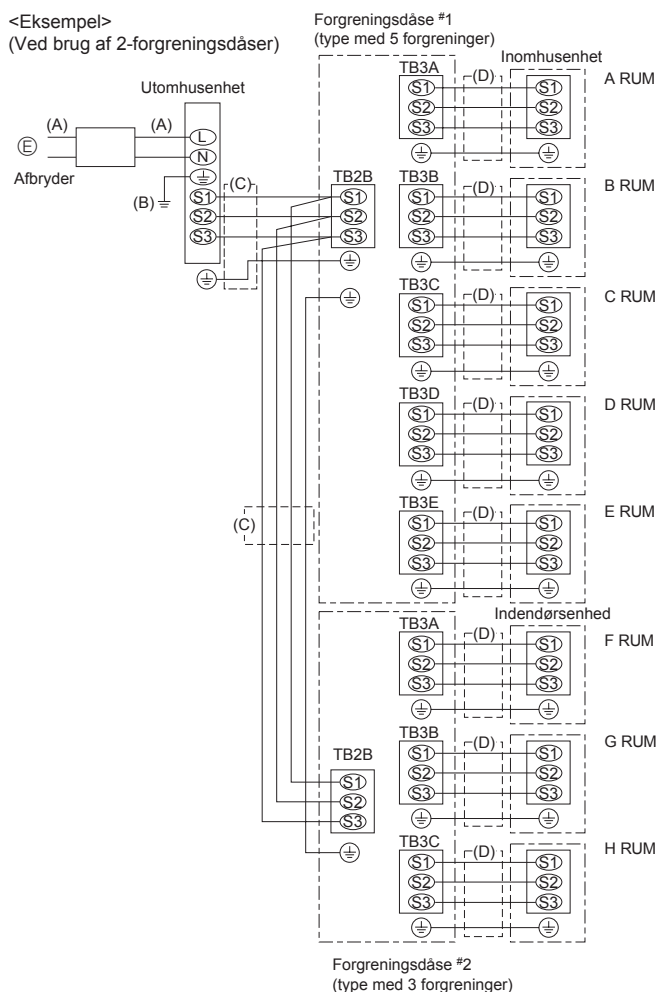 <Eksempel>
(Ved brug af 2-forgreningsdåser)
Forgreningsdåse #1
(type med 5 forgreninger)
Utomhusenhet
Inomhusenhet
(A) (A)
Ⓔ
Afbryder
L
N
(B)
S1
S2
S3
(C)
TB2B
S1
S2
S3
TB3A
S1
S2
S3
(D)
S1
S2
S3
A RUM
TB3B
S1
S2
S3
(D)
S1
S2
S3
B RUM
TB3C
S1
S2
S3
(D)
S1
S2
S3
C RUM
TB3D
S1
S2
S3
(D)
S1
S2
S3
D RUM
TB3E
S1
S2
S3
(D)
S1
S2
S3
E RUM
(C)
Indendørsenhed
TB3A
S1
S2
S3
(D)
S1
S2
S3
F RUM
TB2B
S1
S2
S3
TB3B
S1
S2
S3
(D)
S1
S2
S3
G RUM
TB3C
S1
S2
S3
(D)
S1
S2
S3
H RUM
Forgreningsdåse #2
(type med 3 forgreninger)